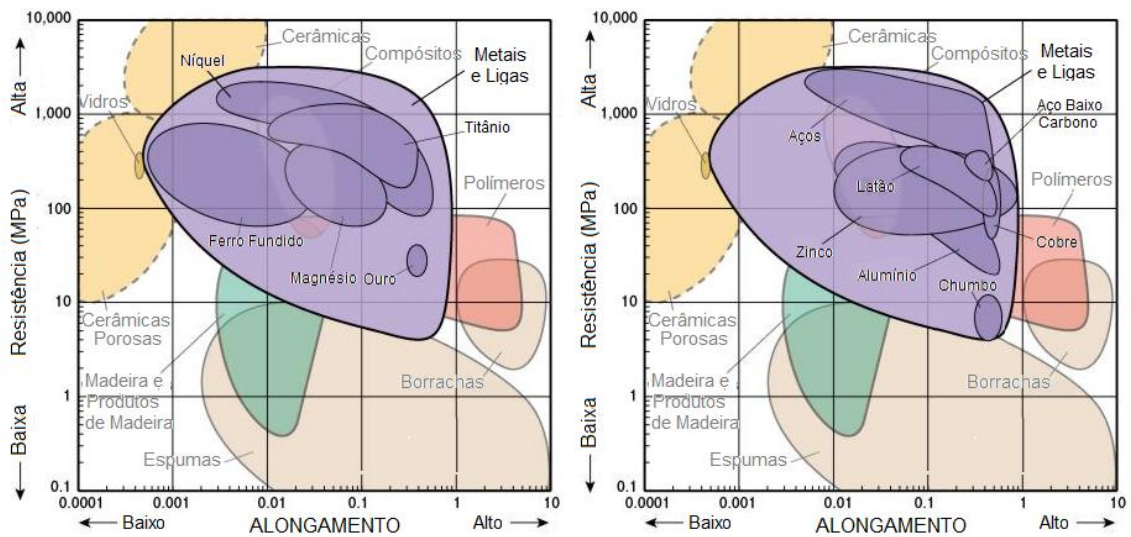 10,000
Cerâmicas
Níquel
Compósitos
Metais
e Ligas
Alta
1,000
Vidros
Titânio
Polímeros
Resistência (MPa)
100
Ferro Fundido
Magnésio
Ouro
10
Cerâmicas
Porosas
Borrachas
Madeira e
Produtos
de Madeira
1
Baixa
Espumas
0.1
0.0001
0.001
0.01
0.1
1
10
Baixo
ALONGAMENTO
Alto
10,000
Cerâmicas
Compósitos
Metais
e Ligas
Alta
1,000
Vidros
Aços
Aço Baixo
Carbono
Latão
Polímeros
Resistência (MPa)
100
Zinco
Cobre
Alumínio
Chumbo
10
Cerâmicas
Porosas
Borrachas
Madeira e
Produtos
de Madeira
1
Baixa
Espumas
0.1
0.0001
0.001
0.01
0.1
1
10
Baixo
ALONGAMENTO
Alto